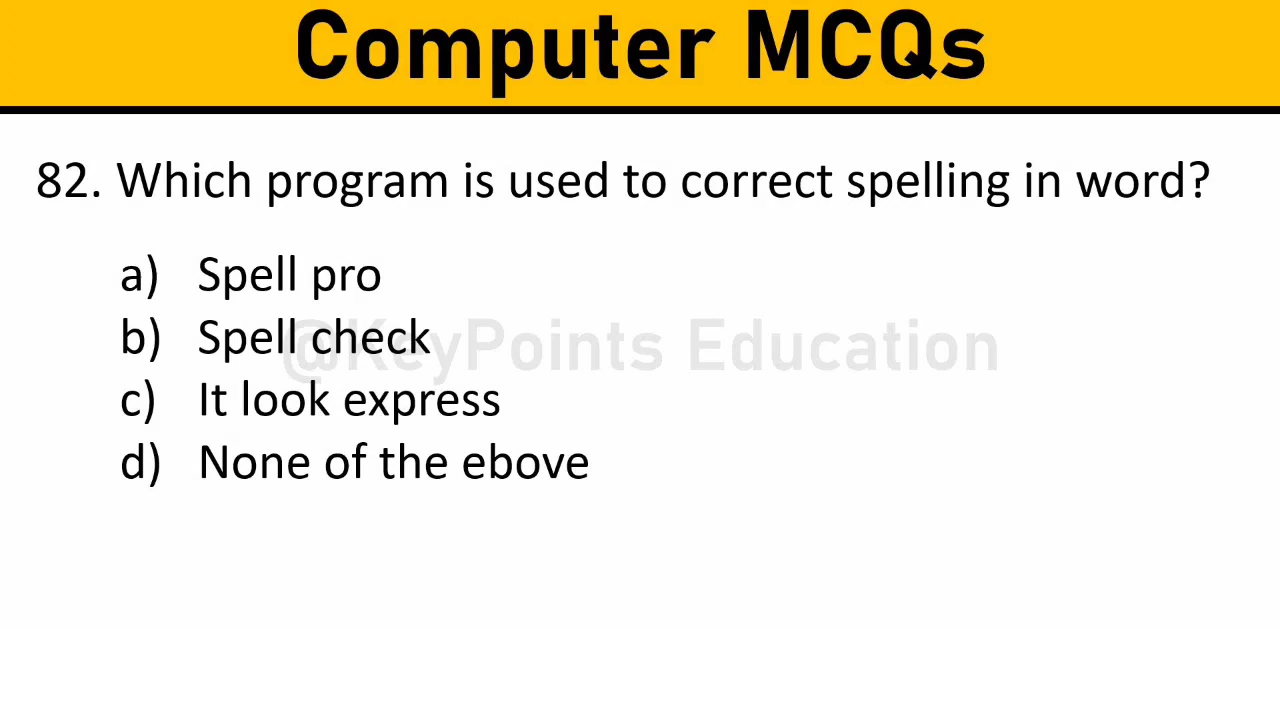 Computer MCQs
82. Which program is used to correct spelling in word?
a) Spell pro
b) Spell check
@KeyPoints Education
c) It look express
d) None of the ebove